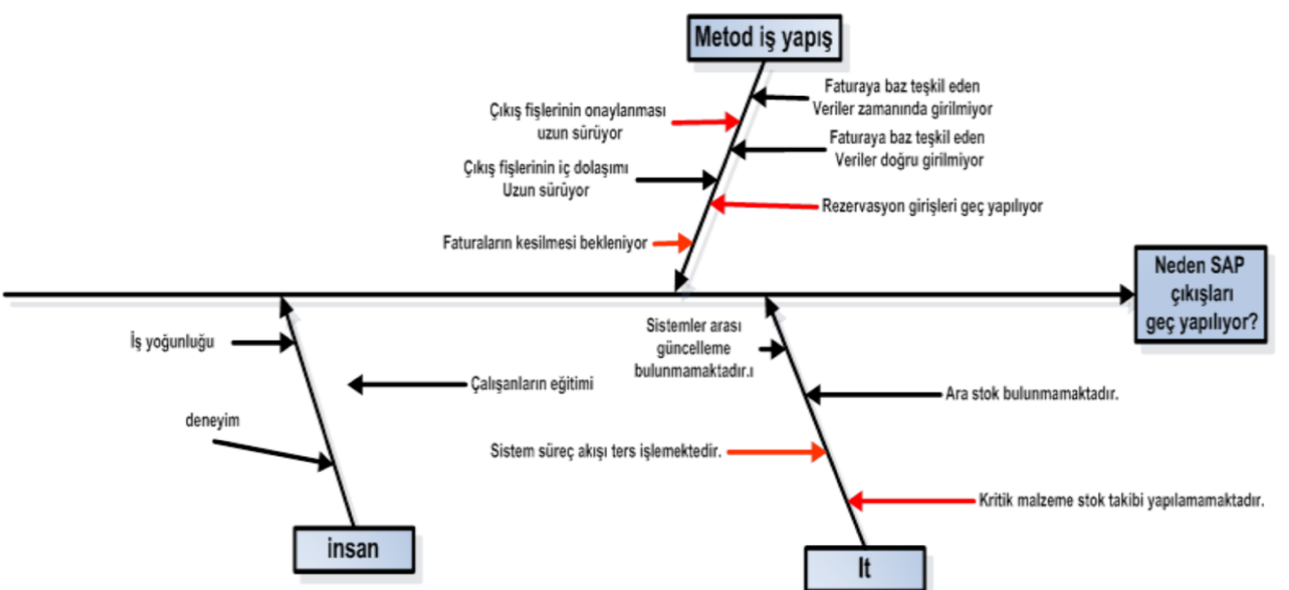 Metod iş yapış
Faturaya baz teşkil eden
Veriler zamanında girilmiyor
Çıkış fişlerinin onaylanması
uzun sürüyor
Faturaya baz teşkil eden
Veriler doğru girilmiyor
Çıkış fişlerinin iç dolaşımı
Uzun sürüyor
Rezervasyon girişleri geç yapılıyor
Faturaların kesilmesi bekleniyor
Neden SAP
çıkışları
geç yapılıyor?
İş yoğunluğu
Çalışanların eğitimi
deneyim
insan
Sistemler arası
güncelleme
bulunmamaktadır.ı
Ara stok bulunmamaktadır.
Sistem süreç akışı ters işlemektedir.
Kritik malzeme stok takibi yapılamamaktadır.
It